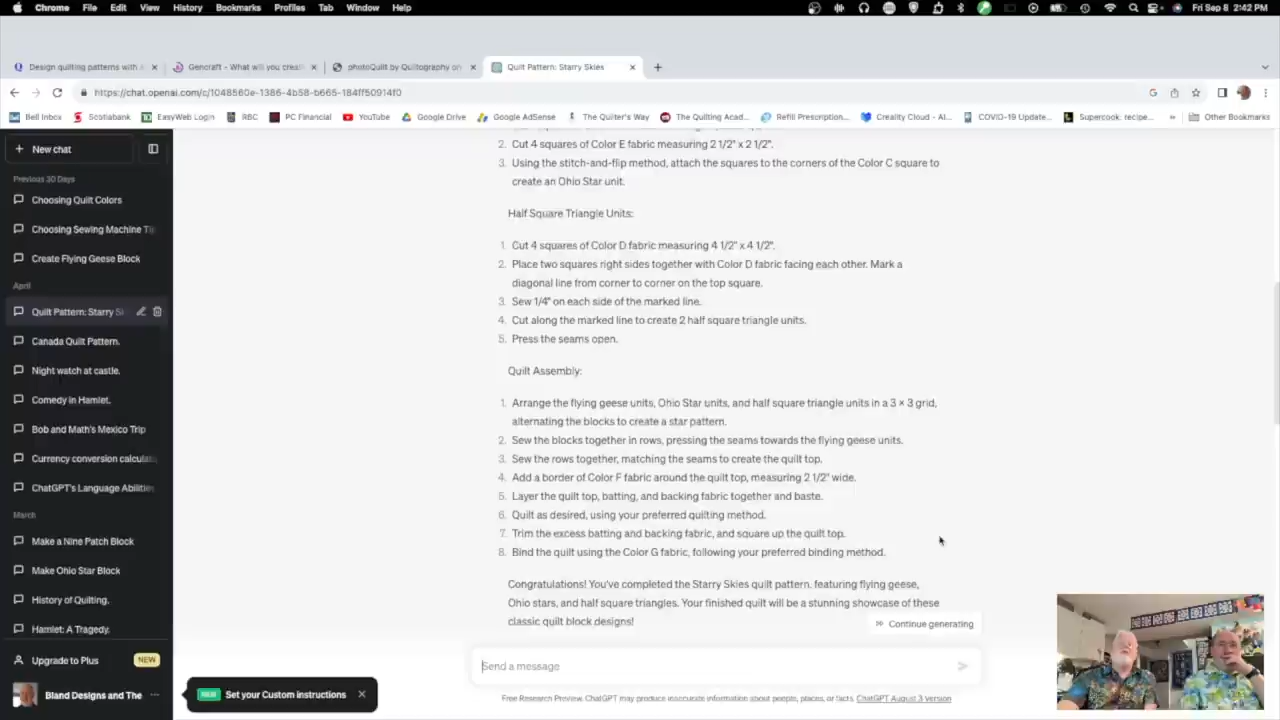 Chrome File Edit View History Bookmarks Profiles Tab Window Help Fri Sep 8 2:42 PM
Design quilting patterns with Gencraft - What will you creat photoQuilt by Quiltography on Quilt Pattern: Starry Skies
https://chat.openai.com/c/1048560e-1386-4b58-b665-184ff50914f0
Bell Inbox Scotiabank EasyWeb Login RBC PC Financial YouTube Google Drive Google AdSense The Quilter's Way The Quilting Acad... Refill Prescription... Creality Cloud - Al... COVID-19 Update... Supercook: recipe... » Other Bookmarks
New chat
Previous 30 Days
Choosing Quilt Colors
Choosing Sewing Machine
Create Flying Geese Block
April
Quilt Pattern: Starry
Canada Quilt Pattern.
Night watch at castle.
Comedy in Hamlet.
Bob and Math's Mexico Trip
Currency conversion
ChatGPT's Language Abilities
March
Make a Nine Patch Block
Make Ohio Star Block
History of Quilting.
Hamlet: A Tragedy.
Upgrade to Plus NEW
Bland Designs and The ...
2. Cut 4 squares of Color E fabric measuring 2 1/2" x 2 1/2".
3. Using the stitch-and-flip method, attach the squares to the corners of the Color C square to
create an Ohio Star unit.
Half Square Triangle Units:
1. Cut 4 squares of Color D fabric measuring 4 1/2" x 4 1/2".
2. Place two squares right sides together with Color D fabric facing each other. Mark a
diagonal line from corner to corner on the top square.
3. Sew 1/4" on each side of the marked line.
4. Cut along the marked line to create 2 half square triangle units.
5. Press the seams open.
Quilt Assembly:
1. Arrange the flying geese units, Ohio Star units, and half square triangle units in a 3 x 3 grid,
alternating the blocks to create a star pattern.
2. Sew the blocks together in rows, pressing the seams towards the flying geese units.
3. Sew the rows together, matching the seams to create the quilt top.
4. Add a border of Color F fabric around the quilt top, measuring 2 1/2" wide.
5. Layer the quilt top, batting, and backing fabric together and baste.
6. Quilt as desired, using your preferred quilting method.
7. Trim the excess batting and backing fabric, and square up the quilt top.
8. Bind the quilt using the Color G fabric, following your preferred binding method.
Congratulations! You've completed the Starry Skies quilt pattern, featuring flying geese,
Ohio stars, and half square triangles. Your finished quilt will be a stunning showcase of these
classic quilt block designs!
Continue generating
Send a message
NEW Set your Custom instructions
Free Research Preview. ChatGPT may produce inaccurate information about people, places, or facts. ChatGPT August 3 Version